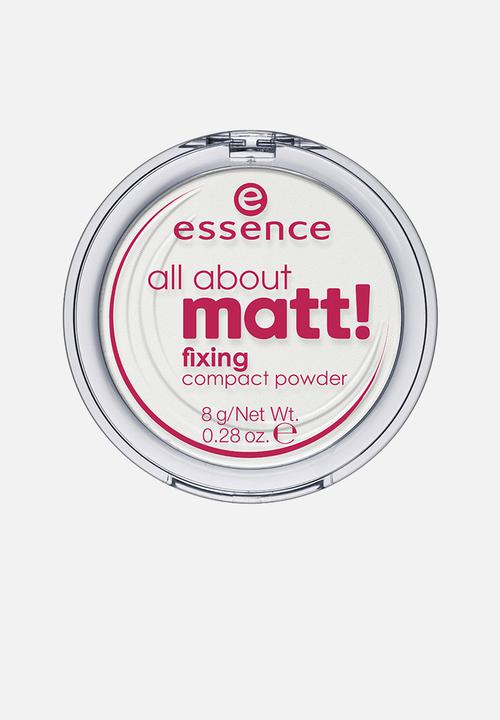 essence
all about
matt!
fixing
compact powder
8 g/Net Wt.
0.28 oz. ℮